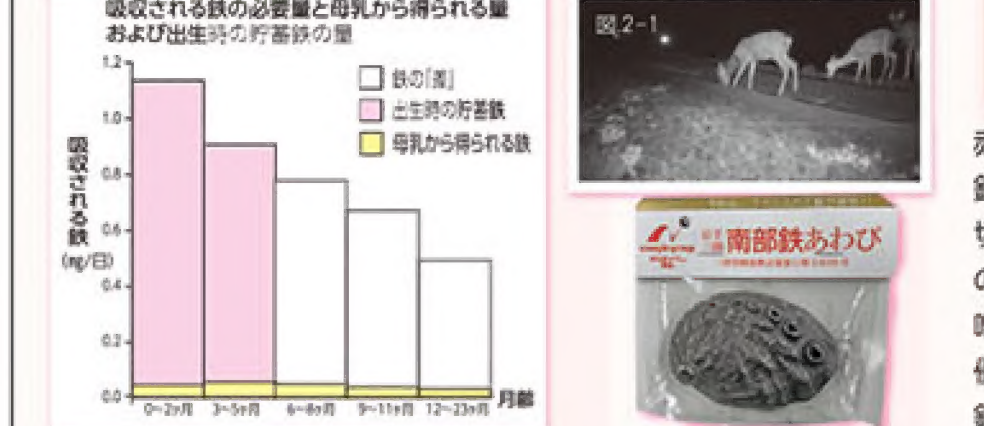 吸収される鉄の必要量と母乳から得られる量
および出生時の貯蓄鉄の量
1.2
1.0
0.8
0.6
0.4
0.2
0.0
吸収される鉄
(mg/日)
鉄の「差」
出生時の貯蓄鉄
母乳から得られる鉄
0~2ヶ月
3~5ヶ月
6~8ヶ月
9~11ヶ月
12~23ヶ月
月齢
図2-1
南部鉄あわび